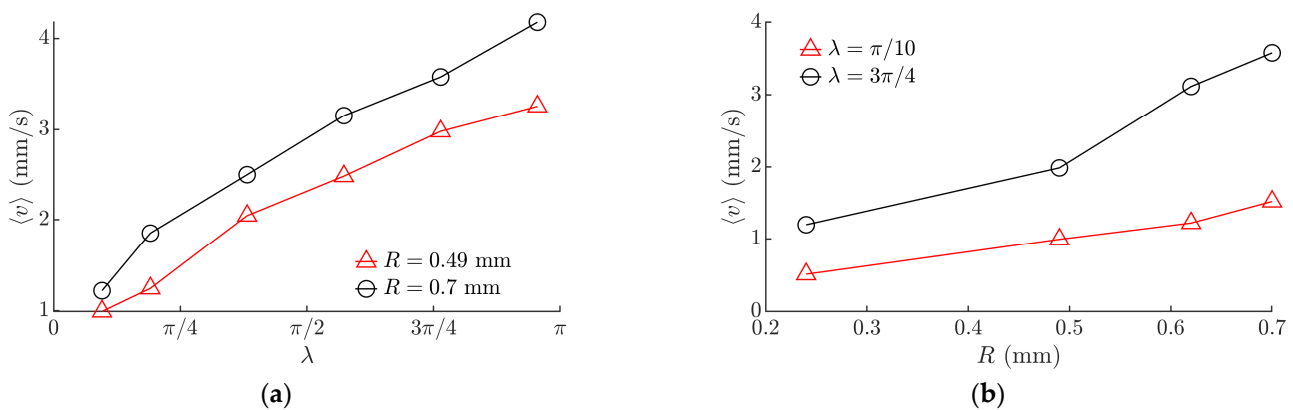 4
3
2
1
⟨v⟩ (mm/s)
R = 0.49 mm
R = 0.7 mm
0 π/4 π/2 3π/4 π
λ
(a)
4
3
2
1
0
⟨v⟩ (mm/s)
λ = π/10
λ = 3π/4
0.2 0.3 0.4 0.5 0.6 0.7
R (mm)
(b)